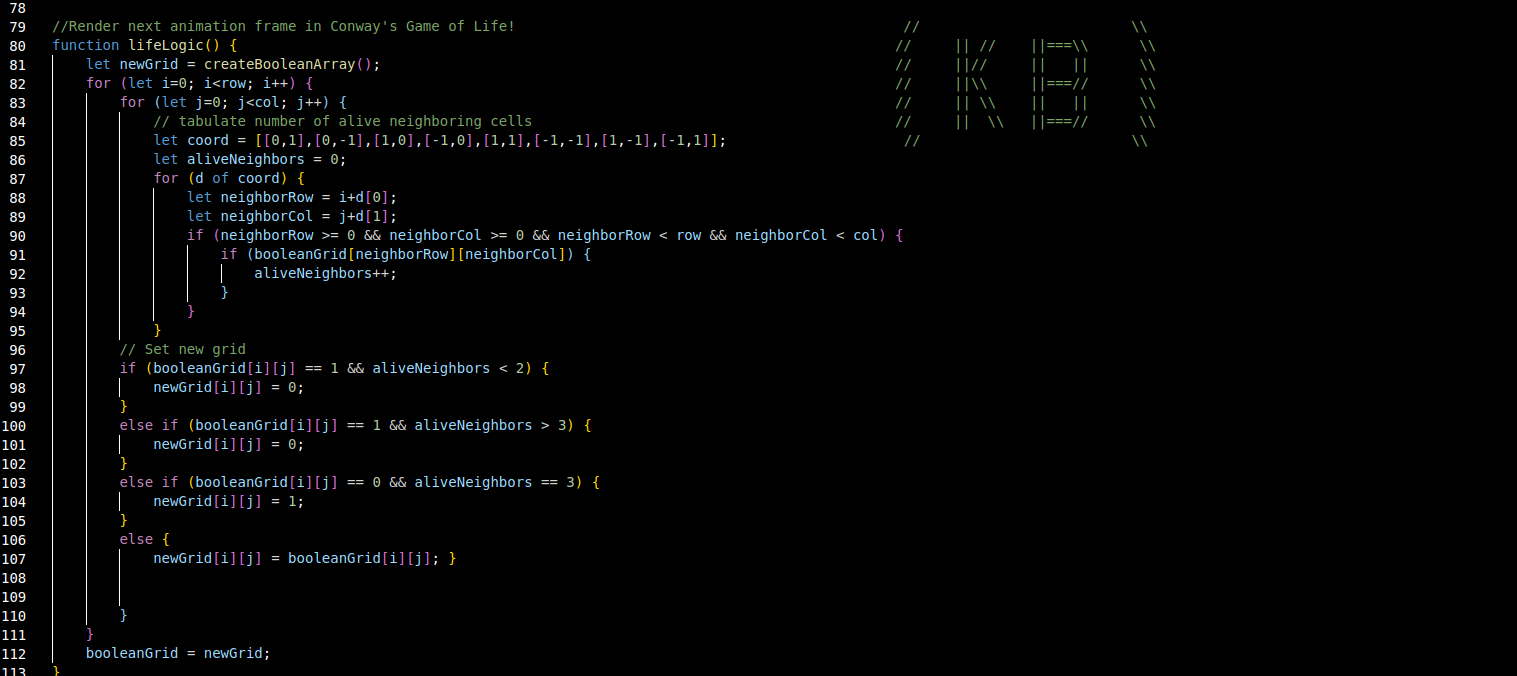 78
79 //Render next animation frame in Conway's Game of Life! // \\
80 function lifeLogic() { // || // ||===\\ \\
81 let newGrid = createBooleanArray(); // ||// || || \\
82 for (let i=0; i<row; i++) { // ||\\ ||===// \\
83 for (let j=0; j<col; j++) { // || \\ || || \\
84 // tabulate number of alive neighboring cells // || \\ ||===// \\
85 let coord = [[0,1],[0,-1],[1,0],[-1,0],[1,1],[-1,-1],[1,-1],[-1,1]]; // \\
86 let aliveNeighbors = 0;
87 for (d of coord) {
88 let neighborRow = i+d[0];
89 let neighborCol = j+d[1];
90 if (neighborRow >= 0 && neighborCol >= 0 && neighborRow < row && neighborCol < col) {
91 if (booleanGrid[neighborRow][neighborCol]) {
92 aliveNeighbors++;
93 }
94 }
95 }
96 // Set new grid
97 if (booleanGrid[i][j] == 1 && aliveNeighbors < 2) {
98 newGrid[i][j] = 0;
99 }
100 else if (booleanGrid[i][j] == 1 && aliveNeighbors > 3) {
101 newGrid[i][j] = 0;
102 }
103 else if (booleanGrid[i][j] == 0 && aliveNeighbors == 3) {
104 newGrid[i][j] = 1;
105 }
106 else {
107 newGrid[i][j] = booleanGrid[i][j]; }
108
109
110 }
111 }
112 booleanGrid = newGrid;
113 }